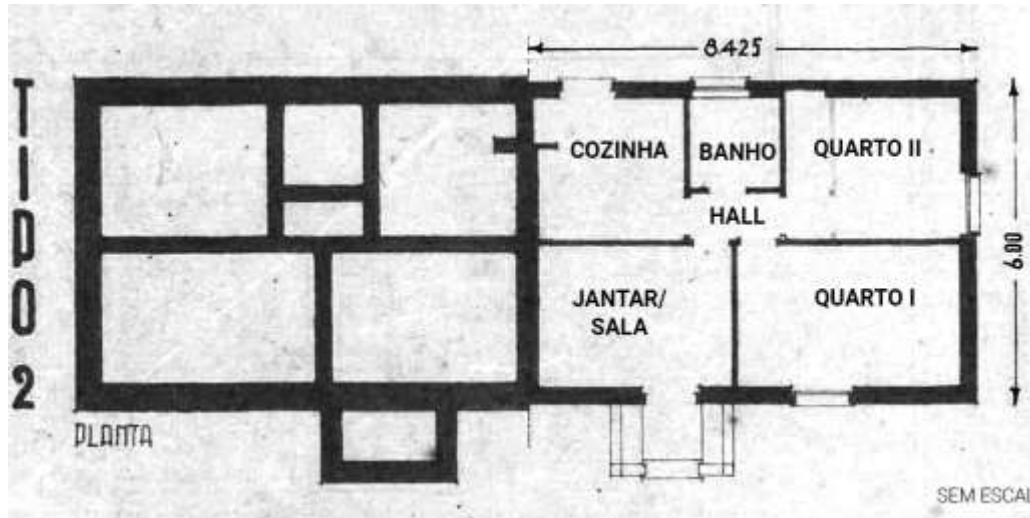 8.425
TIPO 2
COZINHA
BANHO
QUARTO II
HALL
6.00
JANTAR/
SALA
QUARTO I
PLANTA
SEM ESCAL